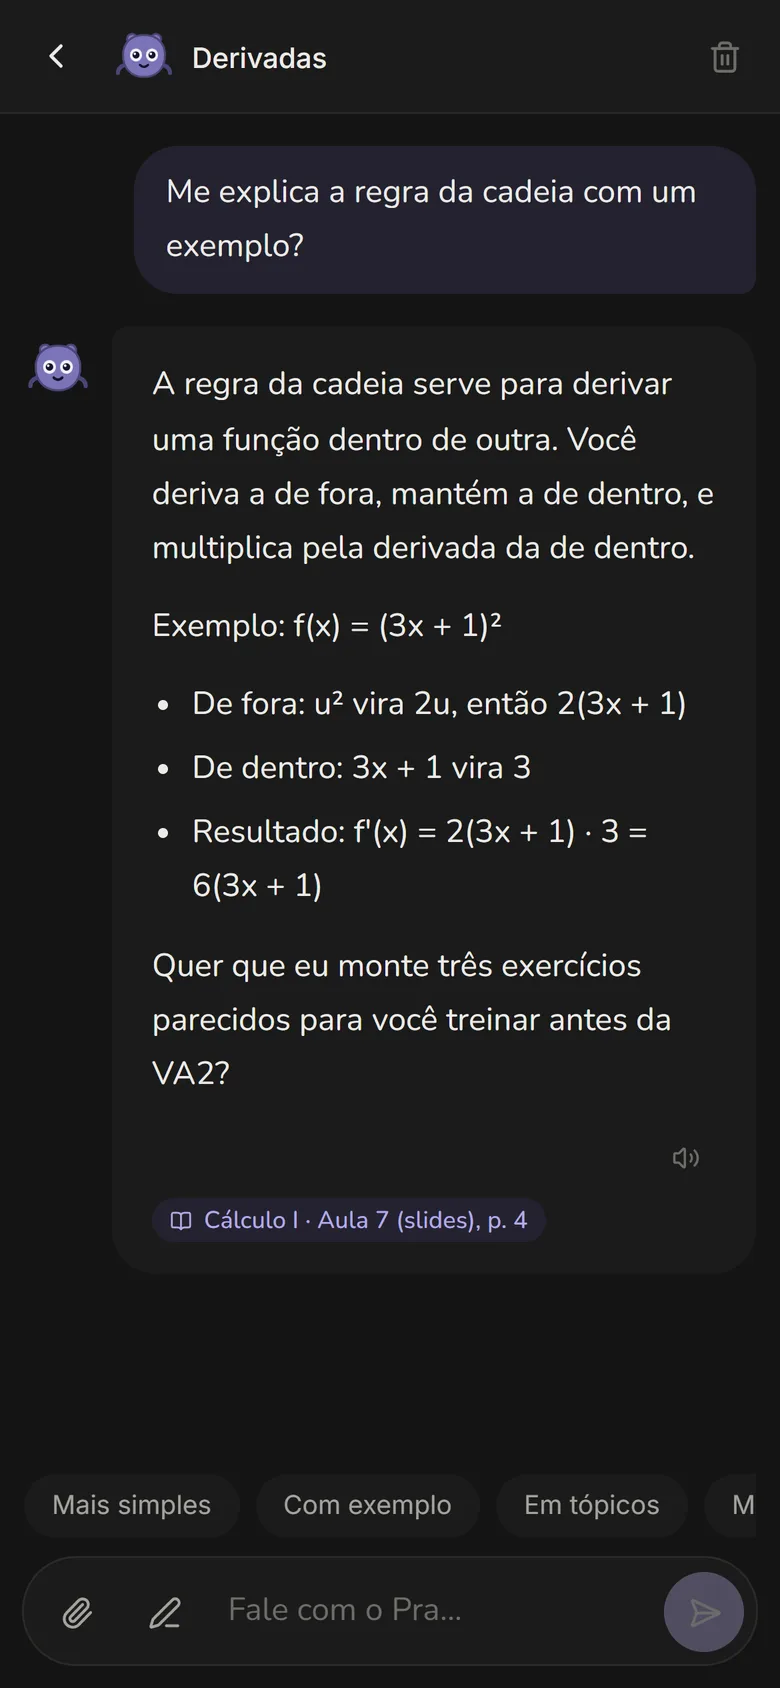 Derivadas
Me explica a regra da cadeia com um
exemplo?
A regra da cadeia serve para derivar
uma função dentro de outra. Você
deriva a de fora, mantém a de dentro, e
multiplica pela derivada da de dentro.
Exemplo: f(x) = (3x + 1)²
• De fora: u² vira 2u, então 2(3x + 1)
• De dentro: 3x + 1 vira 3
• Resultado: f'(x) = 2(3x + 1) · 3 =
6(3x + 1)
Quer que eu monte três exercícios
parecidos para você treinar antes da
VA2?
Cálculo I · Aula 7 (slides), p. 4
Mais simples
Com exemplo
Em tópicos
M
Fale com o Pra...